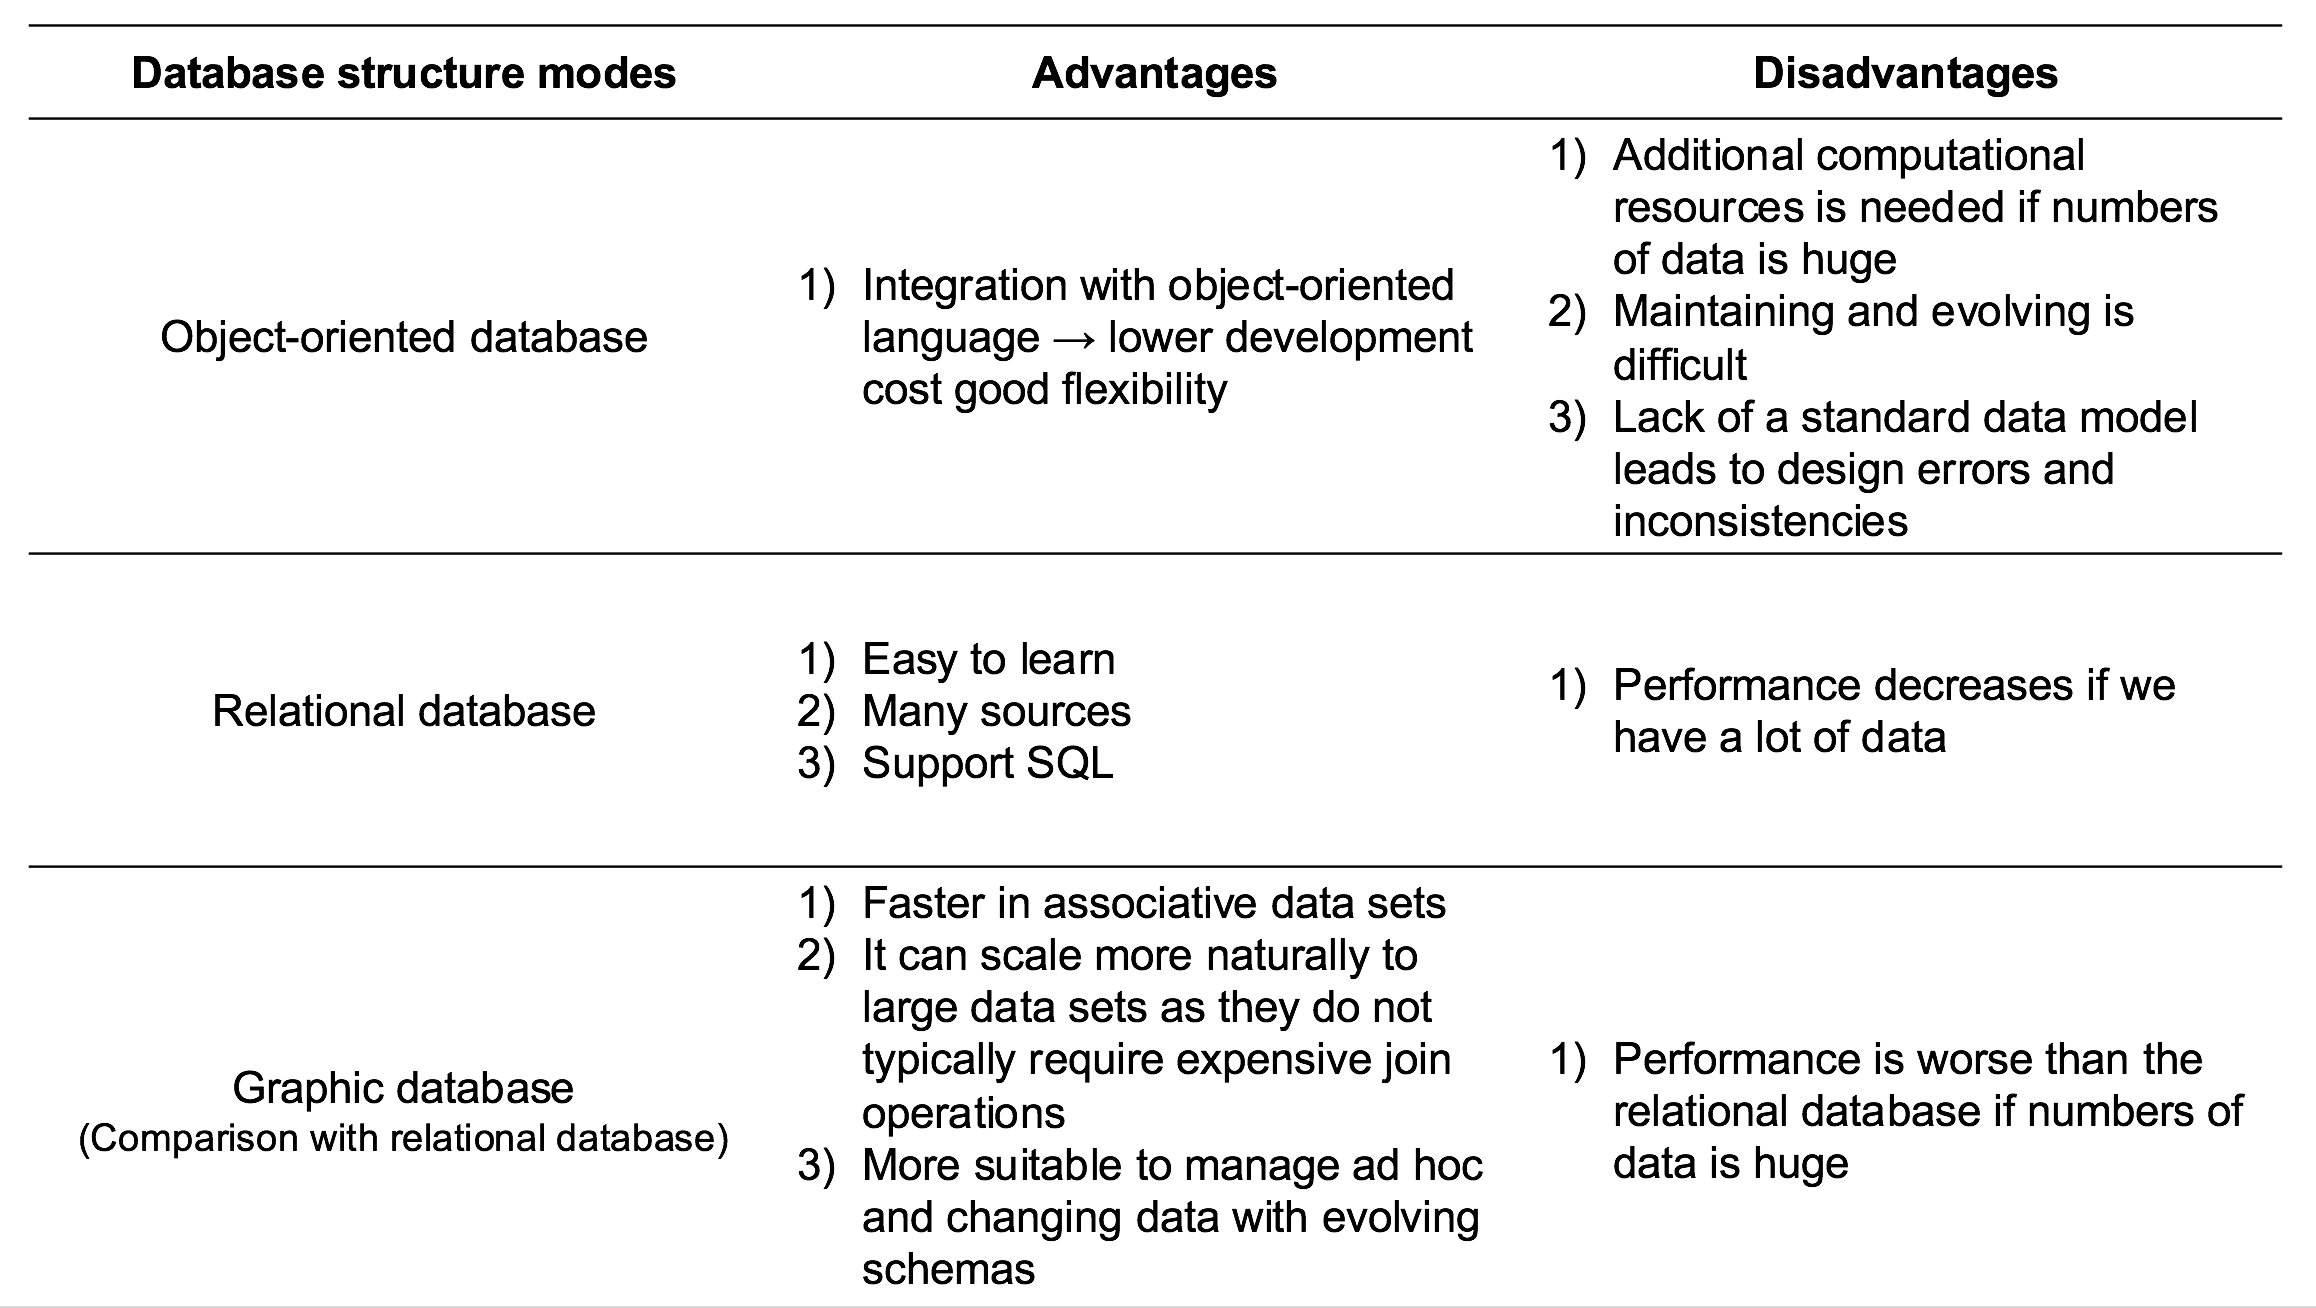 Database structure modes
Advantages
Disadvantages
Object-oriented database
1) Integration with object-oriented
language → lower development
cost good flexibility
1) Additional computational
resources is needed if numbers
of data is huge
2) Maintaining and evolving is
difficult
3) Lack of a standard data model
leads to design errors and
inconsistencies
Relational database
1) Easy to learn
2) Many sources
3) Support SQL
1) Performance decreases if we
have a lot of data
Graphic database
(Comparison with relational database)
1) Faster in associative data sets
2) It can scale more naturally to
large data sets as they do not
typically require expensive join
operations
3) More suitable to manage ad hoc
and changing data with evolving
schemas
1) Performance is worse than the
relational database if numbers of
data is huge